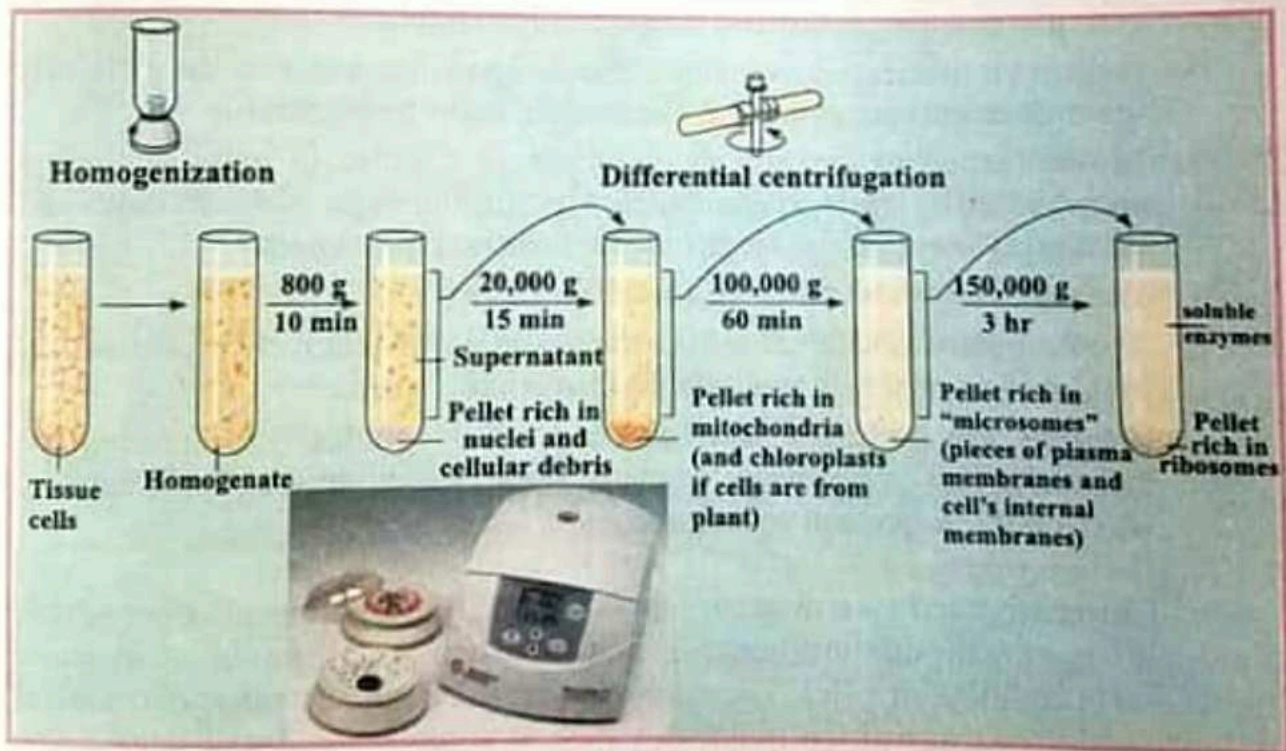 Homogenization
Differential centrifugation
800 g
10 min
20,000 g
15 min
100,000 g
60 min
150,000 g
3 hr
soluble
enzymes
Supernatant
Pellet rich in
nuclei and
cellular debris
Pellet rich in
mitochondria
(and chloroplasts
if cells are from
plant)
Pellet rich in
"microsomes"
(pieces of plasma
membranes and
cell's internal
membranes)
Pellet
rich in
ribosomes
Tissue
cells
Homogenate